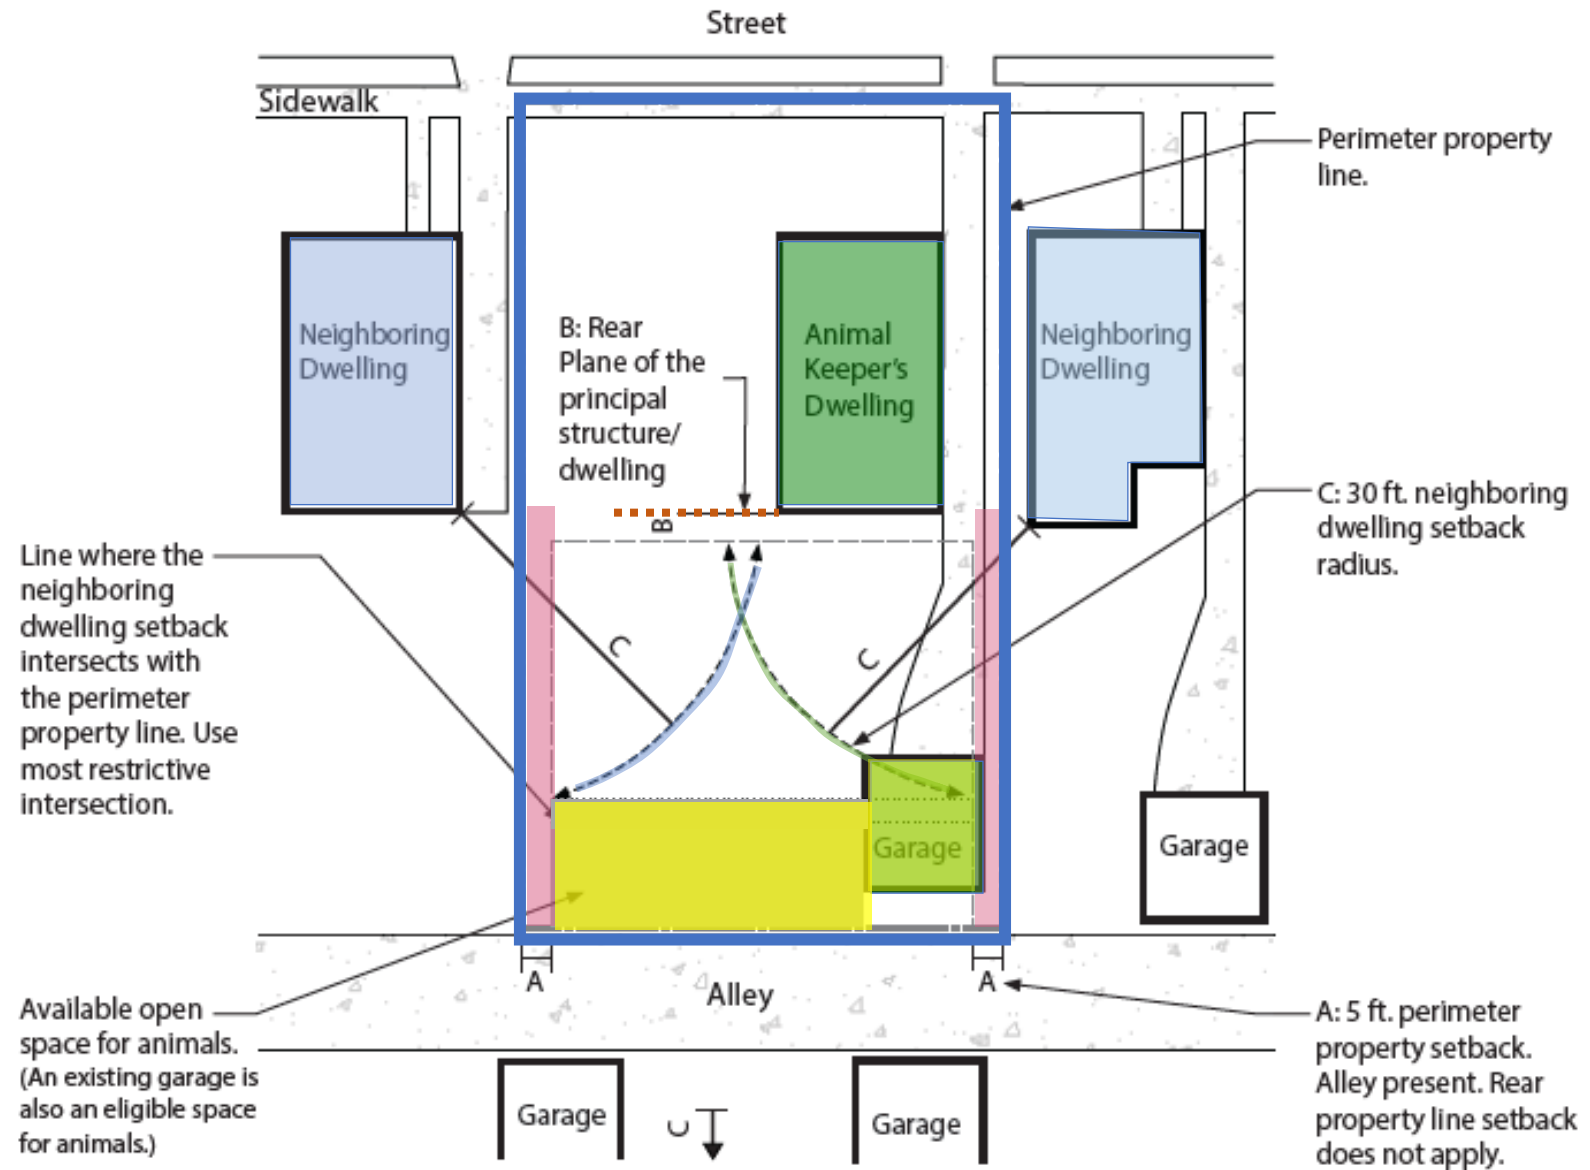 Street
Sidewalk
Perimeter property
line.
Neighboring
Dwelling
B: Rear
Plane of the
principal
structure/
dwelling
Animal
Keeper's
Dwelling
Neighboring
Dwelling
B
C: 30 ft. neighboring
dwelling setback
radius.
Line where the
neighboring
dwelling setback
intersects with
the perimeter
property line. Use
most restrictive
intersection.
C
C
Garage
Garage
A
A
Alley
Available open
space for animals.
(An existing garage is
also an eligible space
for animals.)
A: 5 ft. perimeter
property setback.
Alley present. Rear
property line setback
does not apply.
Garage
C
Garage